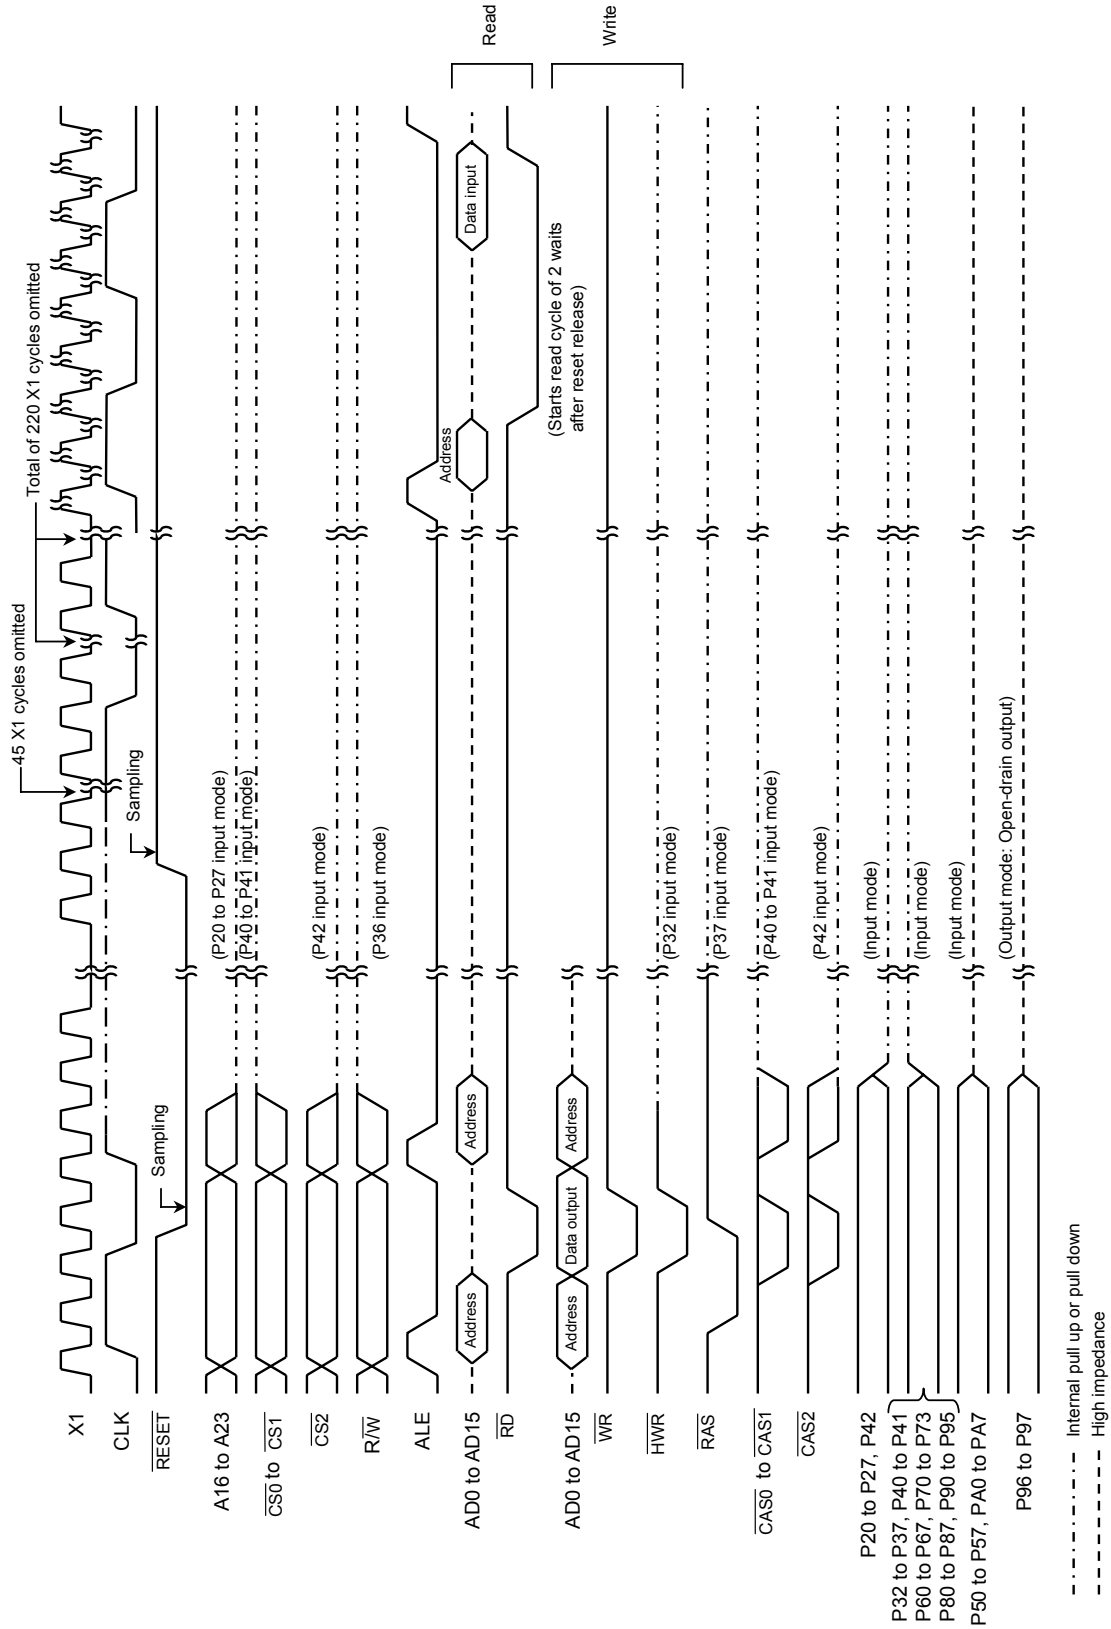 45 X1 cycles omitted
Total of 220 X1 cycles omitted
X1
CLK
Sampling
Sampling
RESET
A16 to A23
(P20 to P27 input mode)
CS0 to CS1
(P40 to P41 input mode)
CS2
(P42 input mode)
R/W
(P36 input mode)
ALE
AD0 to AD15
Address
Address
Address
Data input
Read
RD
(Starts read cycle of 2 waits
after reset release)
AD0 to AD15
Address
Data output
Address
Write
WR
HWR
(P32 input mode)
RAS
(P37 input mode)
CAS0 to CAS1
(P40 to P41 input mode)
CAS2
(P42 input mode)
P20 to P27, P42
(Input mode)
P32 to P37, P40 to P41
P60 to P67, P70 to P73
P80 to P87, P90 to P95
(Input mode)
P50 to P57, PA0 to PA7
(Input mode)
P96 to P97
(Output mode: Open-drain output)
Internal pull up or pull down
High impedance